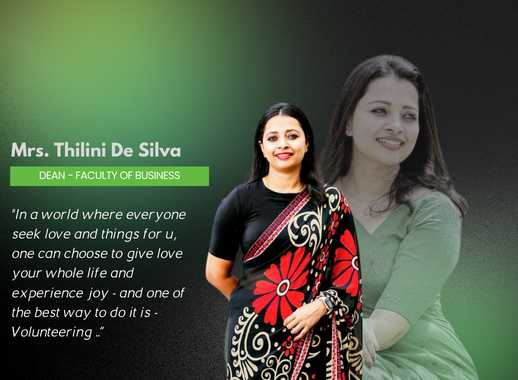 Mrs. Thilini De Silva
DEAN - FACULTY OF BUSINESS
"In a world where everyone
seek love and things for u,
one can choose to give love
your whole life and
experience joy - and one of
the best way to do it is -
Volunteering .."